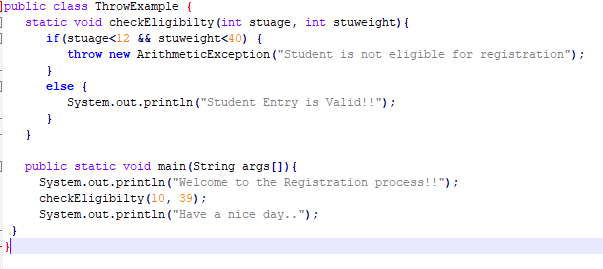 public class ThrowExample {
static void checkEligibilty(int stuage, int stuweight){
if(stuage<12 && stuweight<40) {
throw new ArithmeticException("Student is not eligible for registration");
}
else {
System.out.println("Student Entry is Valid!!");
}
}
public static void main(String args[]){
System.out.println("Welcome to the Registration process!!");
checkEligibilty(10, 39);
System.out.println("Have a nice day..");
}
}